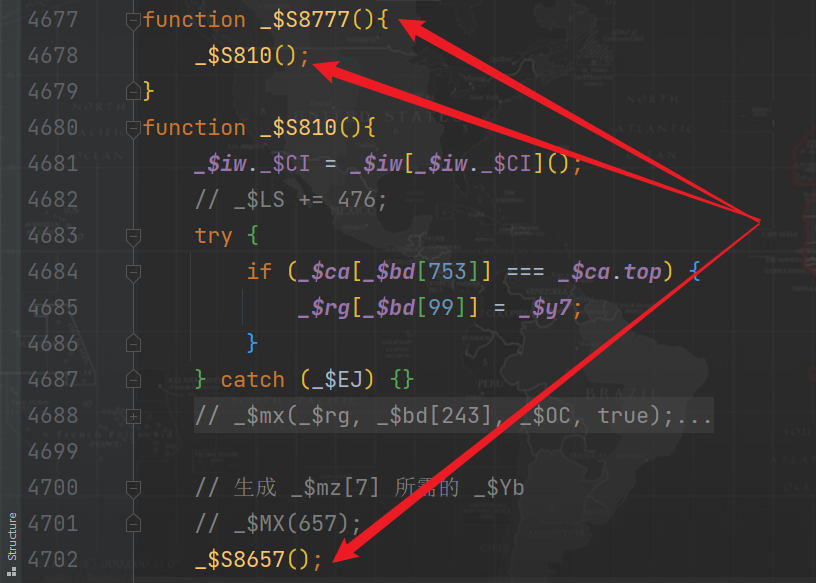 4677 function _$S8777(){
4678 _$S810();
4679 }
4680 function _$S810(){
4681 _$iw._$CI = _$iw[_$iw._$CI]();
4682 // _$LS += 476;
4683 try {
4684 if (_$ca[_$bd[753]] === _$ca.top) {
4685 _$rg[_$bd[99]] = _$y7;
4686 }
4687 } catch (_$EJ) {}
4688 // _$mx(_$rg, _$bd[243], _$OC, true);...
4699
4700 // 生成 _$mz[7] 所需的 _$Yb
4701 // _$MX(657);
4702 _$S8657();
Structure